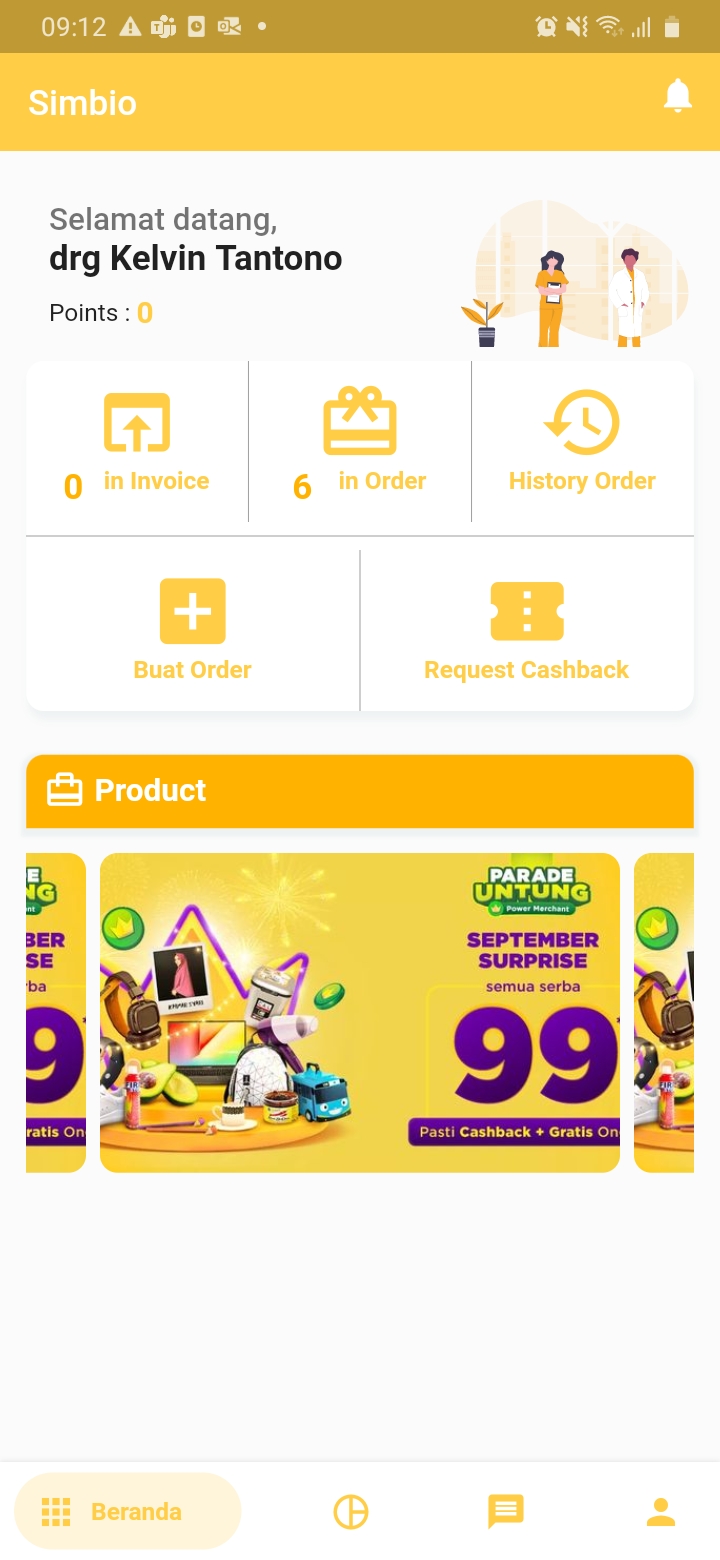 09:12
Simbio
Selamat datang,
drg Kelvin Tantono
Points : 0
0 in Invoice
6 in Order
History Order
Buat Order
Request Cashback
Product
E
NG
nt
BER
SE
rba
9
ratis On
PARADE
UNTUNG
Power Merchant
SEPTEMBER
SURPRISE
semua serba
99
Pasti Cashback + Gratis On
Beranda